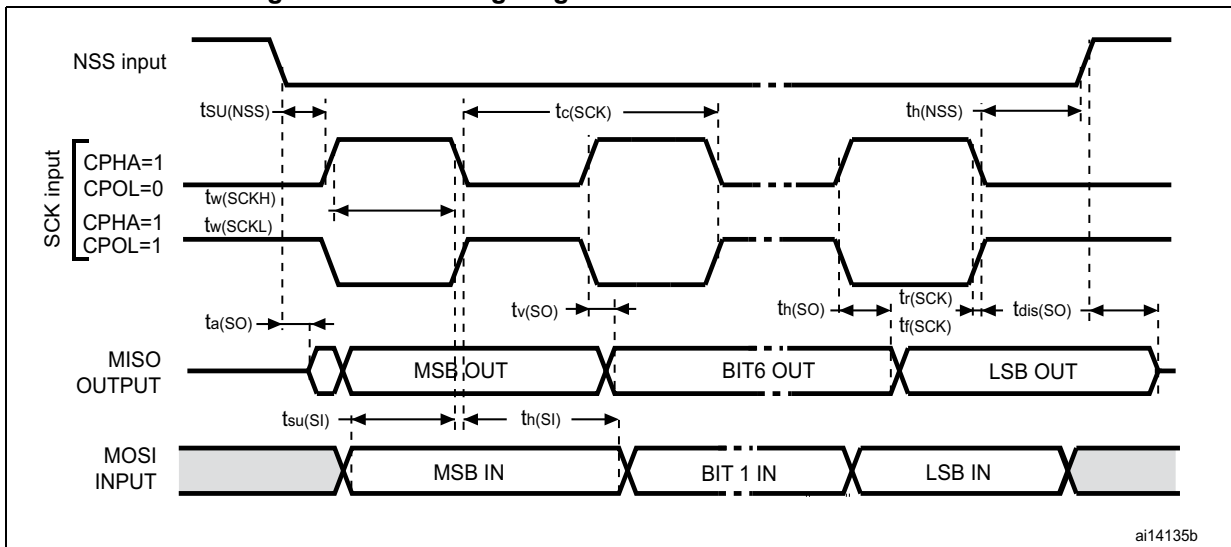 NSS input
tSU(NSS)
tc(SCK)
th(NSS)
SCK input
CPHA=1
CPOL=0
tw(SCKH)
CPHA=1
tw(SCKL)
CPOL=1
ta(SO)
tv(SO)
th(SO)
tr(SCK)
tf(SCK)
tdis(SO)
MISO
OUTPUT
MSB OUT
BIT6 OUT
LSB OUT
tsu(SI)
th(SI)
MOSI
INPUT
MSB IN
BIT 1 IN
LSB IN
ai14135b